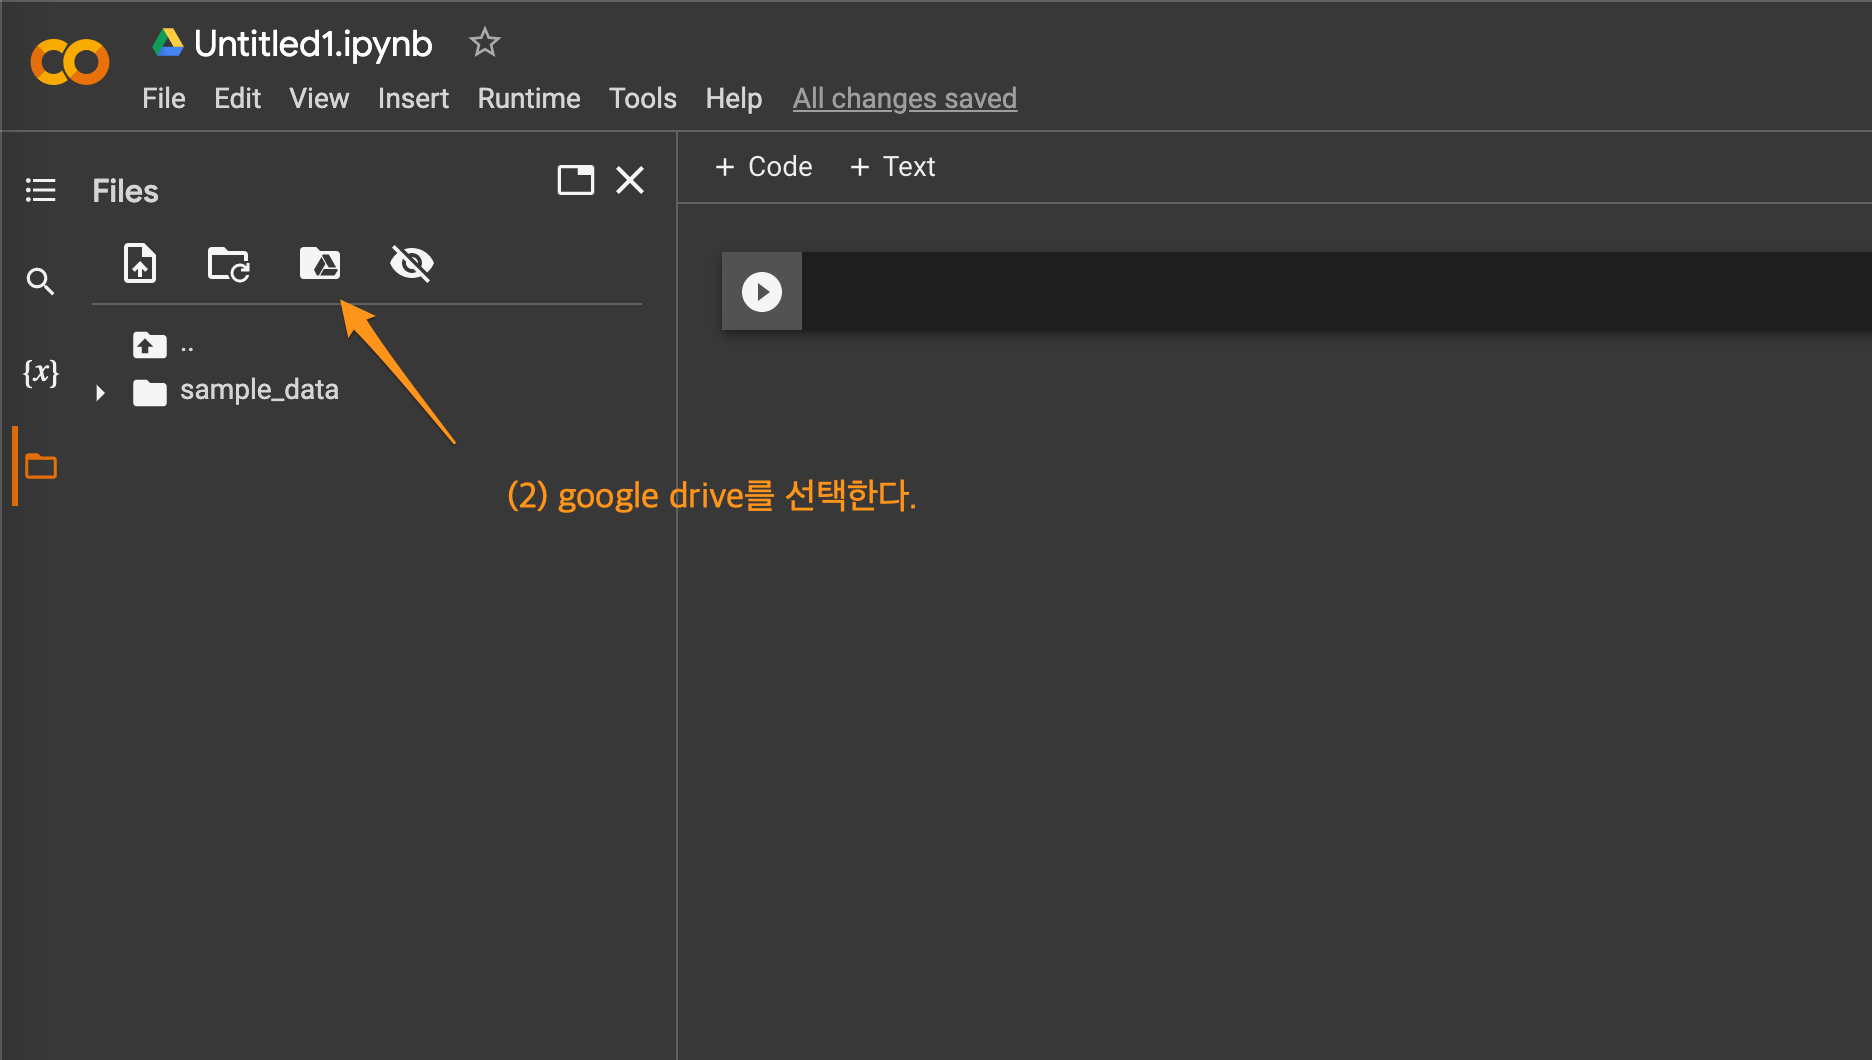 Untitled1.ipynb
File Edit View Insert Runtime Tools Help All changes saved
Files
+ Code + Text
{x}
..
sample_data
(2) google drive를 선택한다.